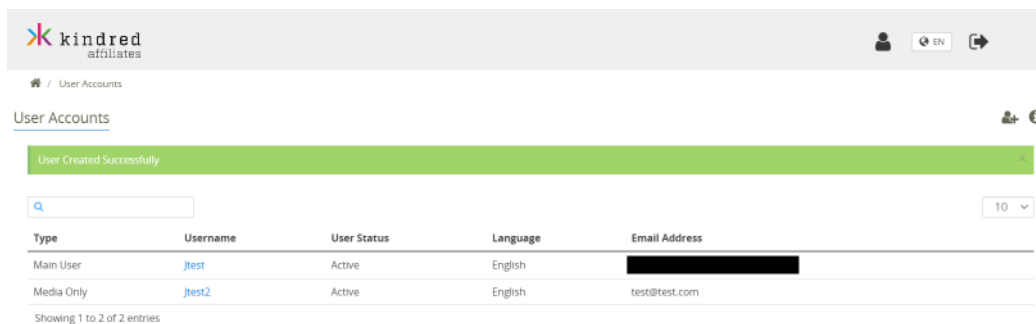 kindred
affiliates
EN
/ User Accounts
User Accounts
User Created Successfully
×
10
Type Username User Status Language Email Address
Main User Jtest Active English
Media Only Jtest2 Active English test@test.com
Showing 1 to 2 of 2 entries